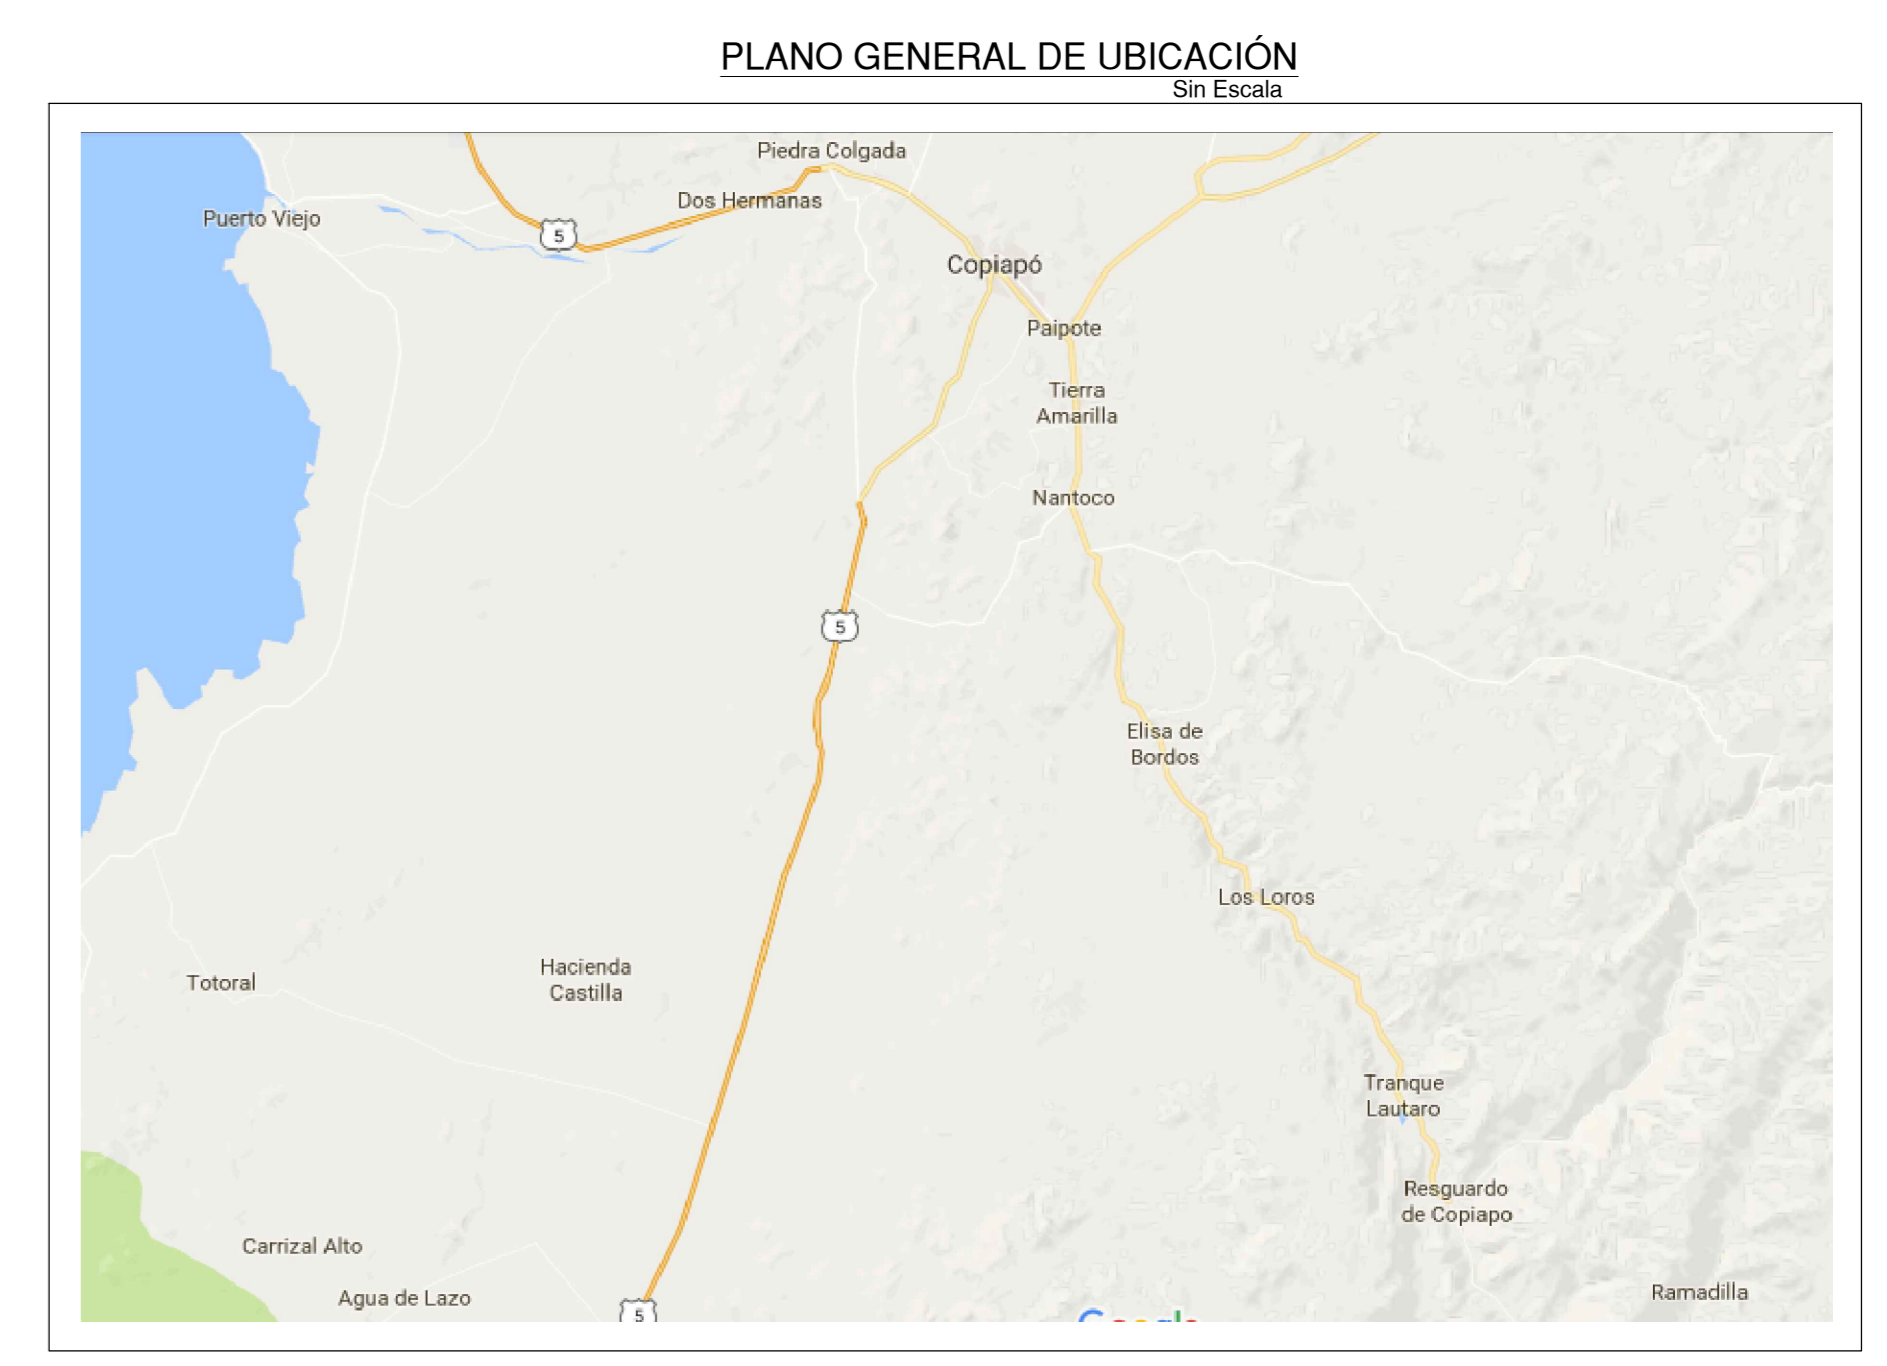 PLANO GENERAL DE UBICACIÓN
Sin Escala
Piedra Colgada
Dos Hermanas
Puerto Viejo
5
Copiapó
Paipote
Tierra
Amarilla
Nantoco
5
Elisa de
Bordos
Los Loros
Hacienda
Castilla
Totoral
Tranque
Lautaro
Resguardo
de Copiapo
Carrizal Alto
Agua de Lazo
Ramadilla
5
Google